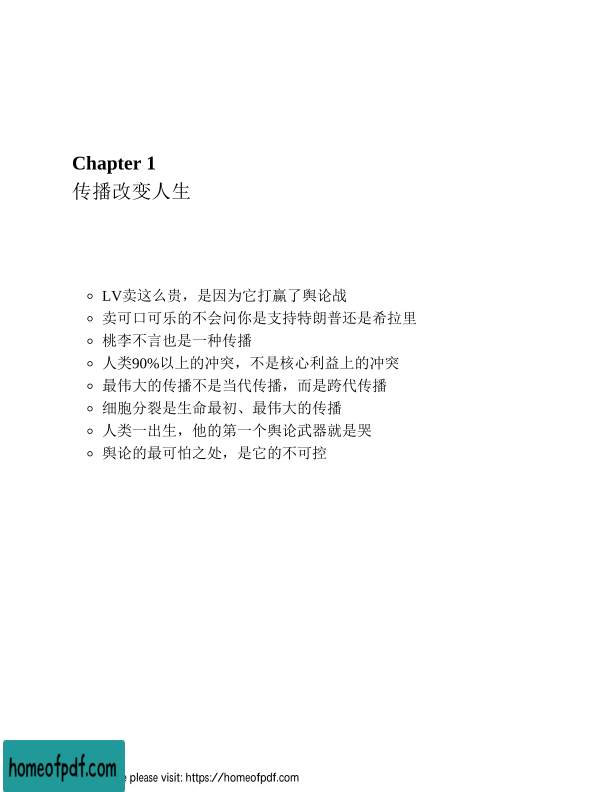 Chapter 1
传播改变人生
LV卖这么贵，是因为它打赢了舆论战
卖可口可乐的不会问你是支持特朗普还是希拉里
桃李不言也是一种传播
人类90%以上的冲突，不是核心利益上的冲突
最伟大的传播不是当代传播，而是跨代传播
细胞分裂是生命最初、最伟大的传播
人类一出生，他的第一个舆论武器就是哭
舆论的最可怕之处，是它的不可控
homeofpdf.com
please visit: https://homeofpdf.com